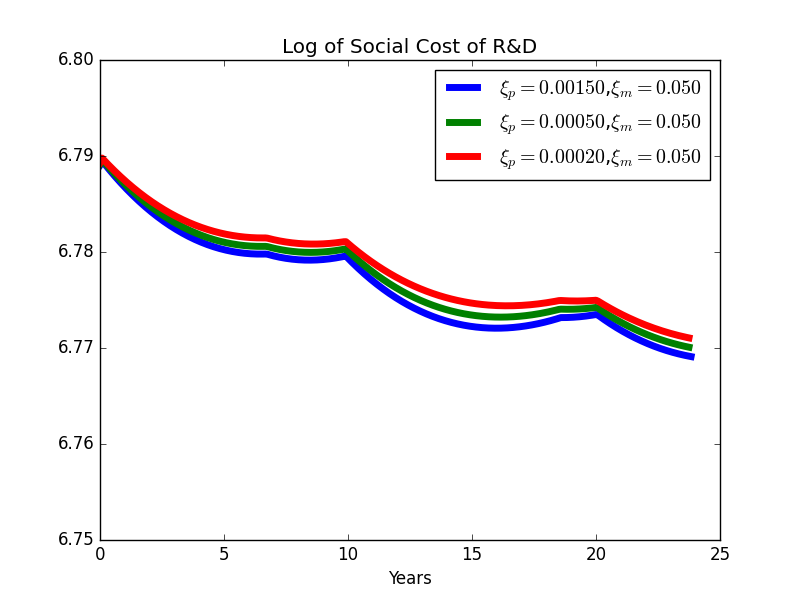 Log of Social Cost of R&D
6.80
6.79
6.78
6.77
6.76
6.75
ξp = 0.00150,ξm = 0.050
ξp = 0.00050,ξm = 0.050
ξp = 0.00020,ξm = 0.050
0 5 10 15 20 25
Years